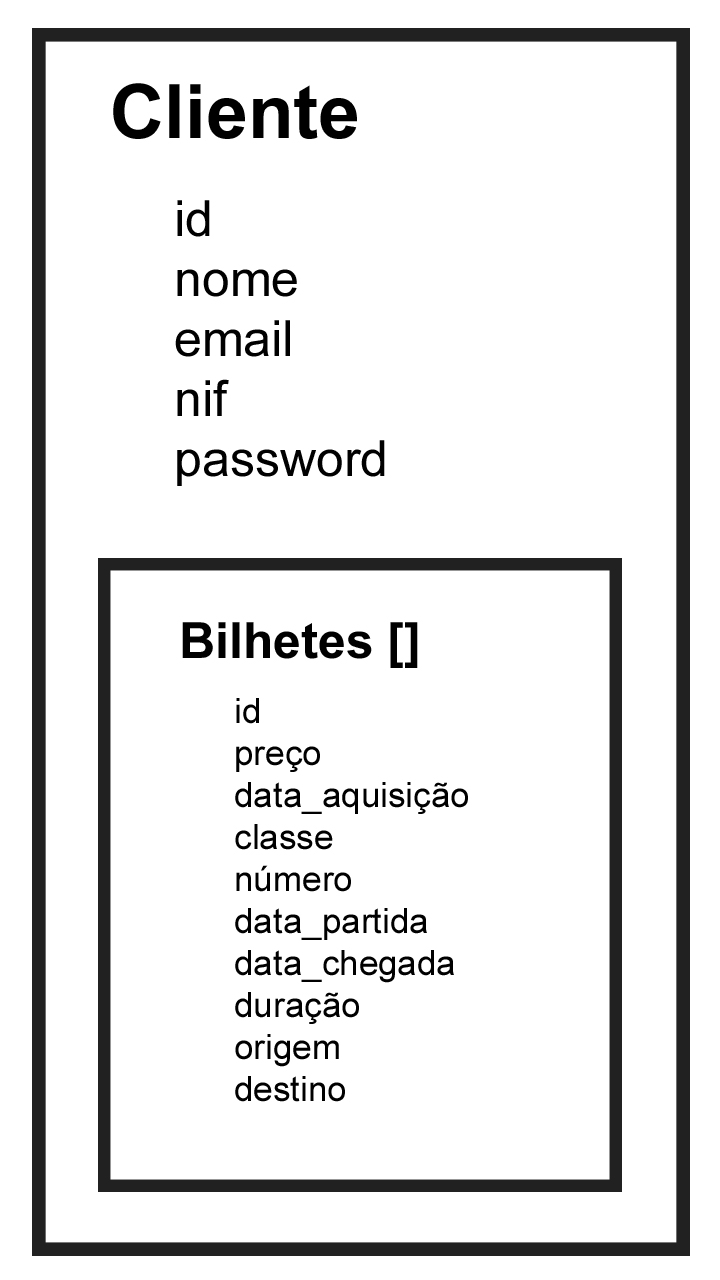 Cliente
id
nome
email
nif
password
Bilhetes []
id
preço
data_aquisição
classe
número
data_partida
data_chegada
duração
origem
destino